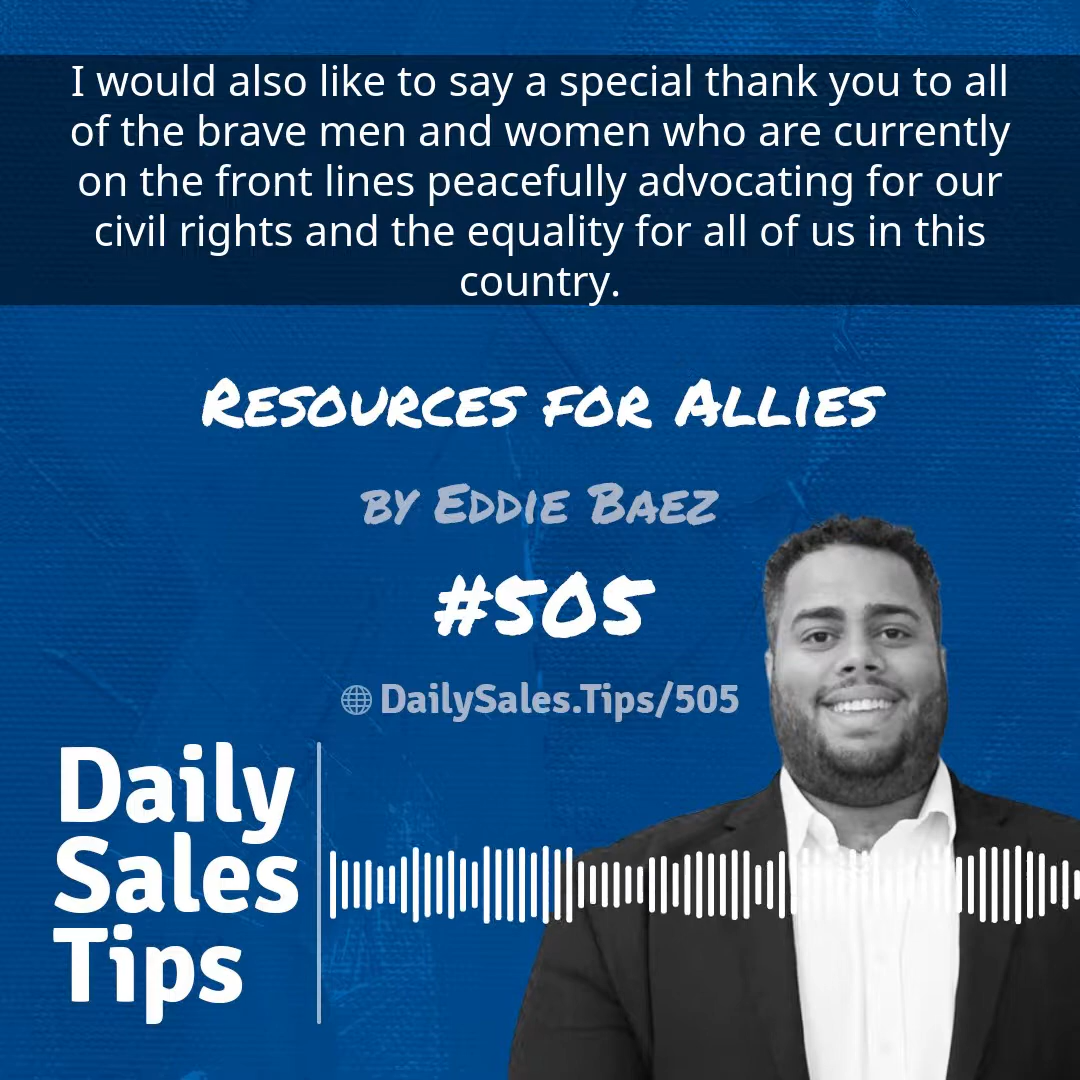 I would also like to say a special thank you to all
of the brave men and women who are currently
on the front lines peacefully advocating for our
civil rights and the equality for all of us in this
country.
Resources for Allies
by Eddie Baez
#505
DailySales.Tips/505
Daily
Sales
Tips